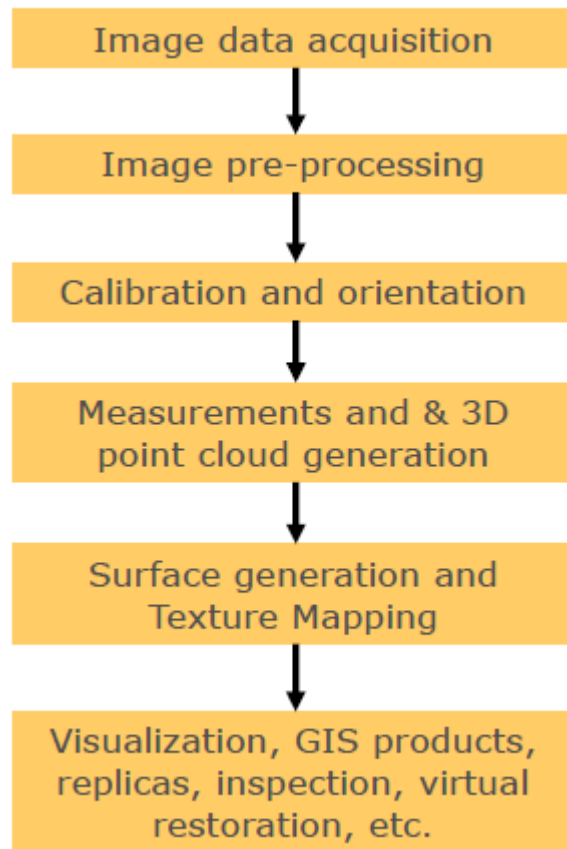 Image data acquisition
Image pre-processing
Calibration and orientation
Measurements and & 3D
point cloud generation
Surface generation and
Texture Mapping
Visualization, GIS products,
replicas, inspection, virtual
restoration, etc.